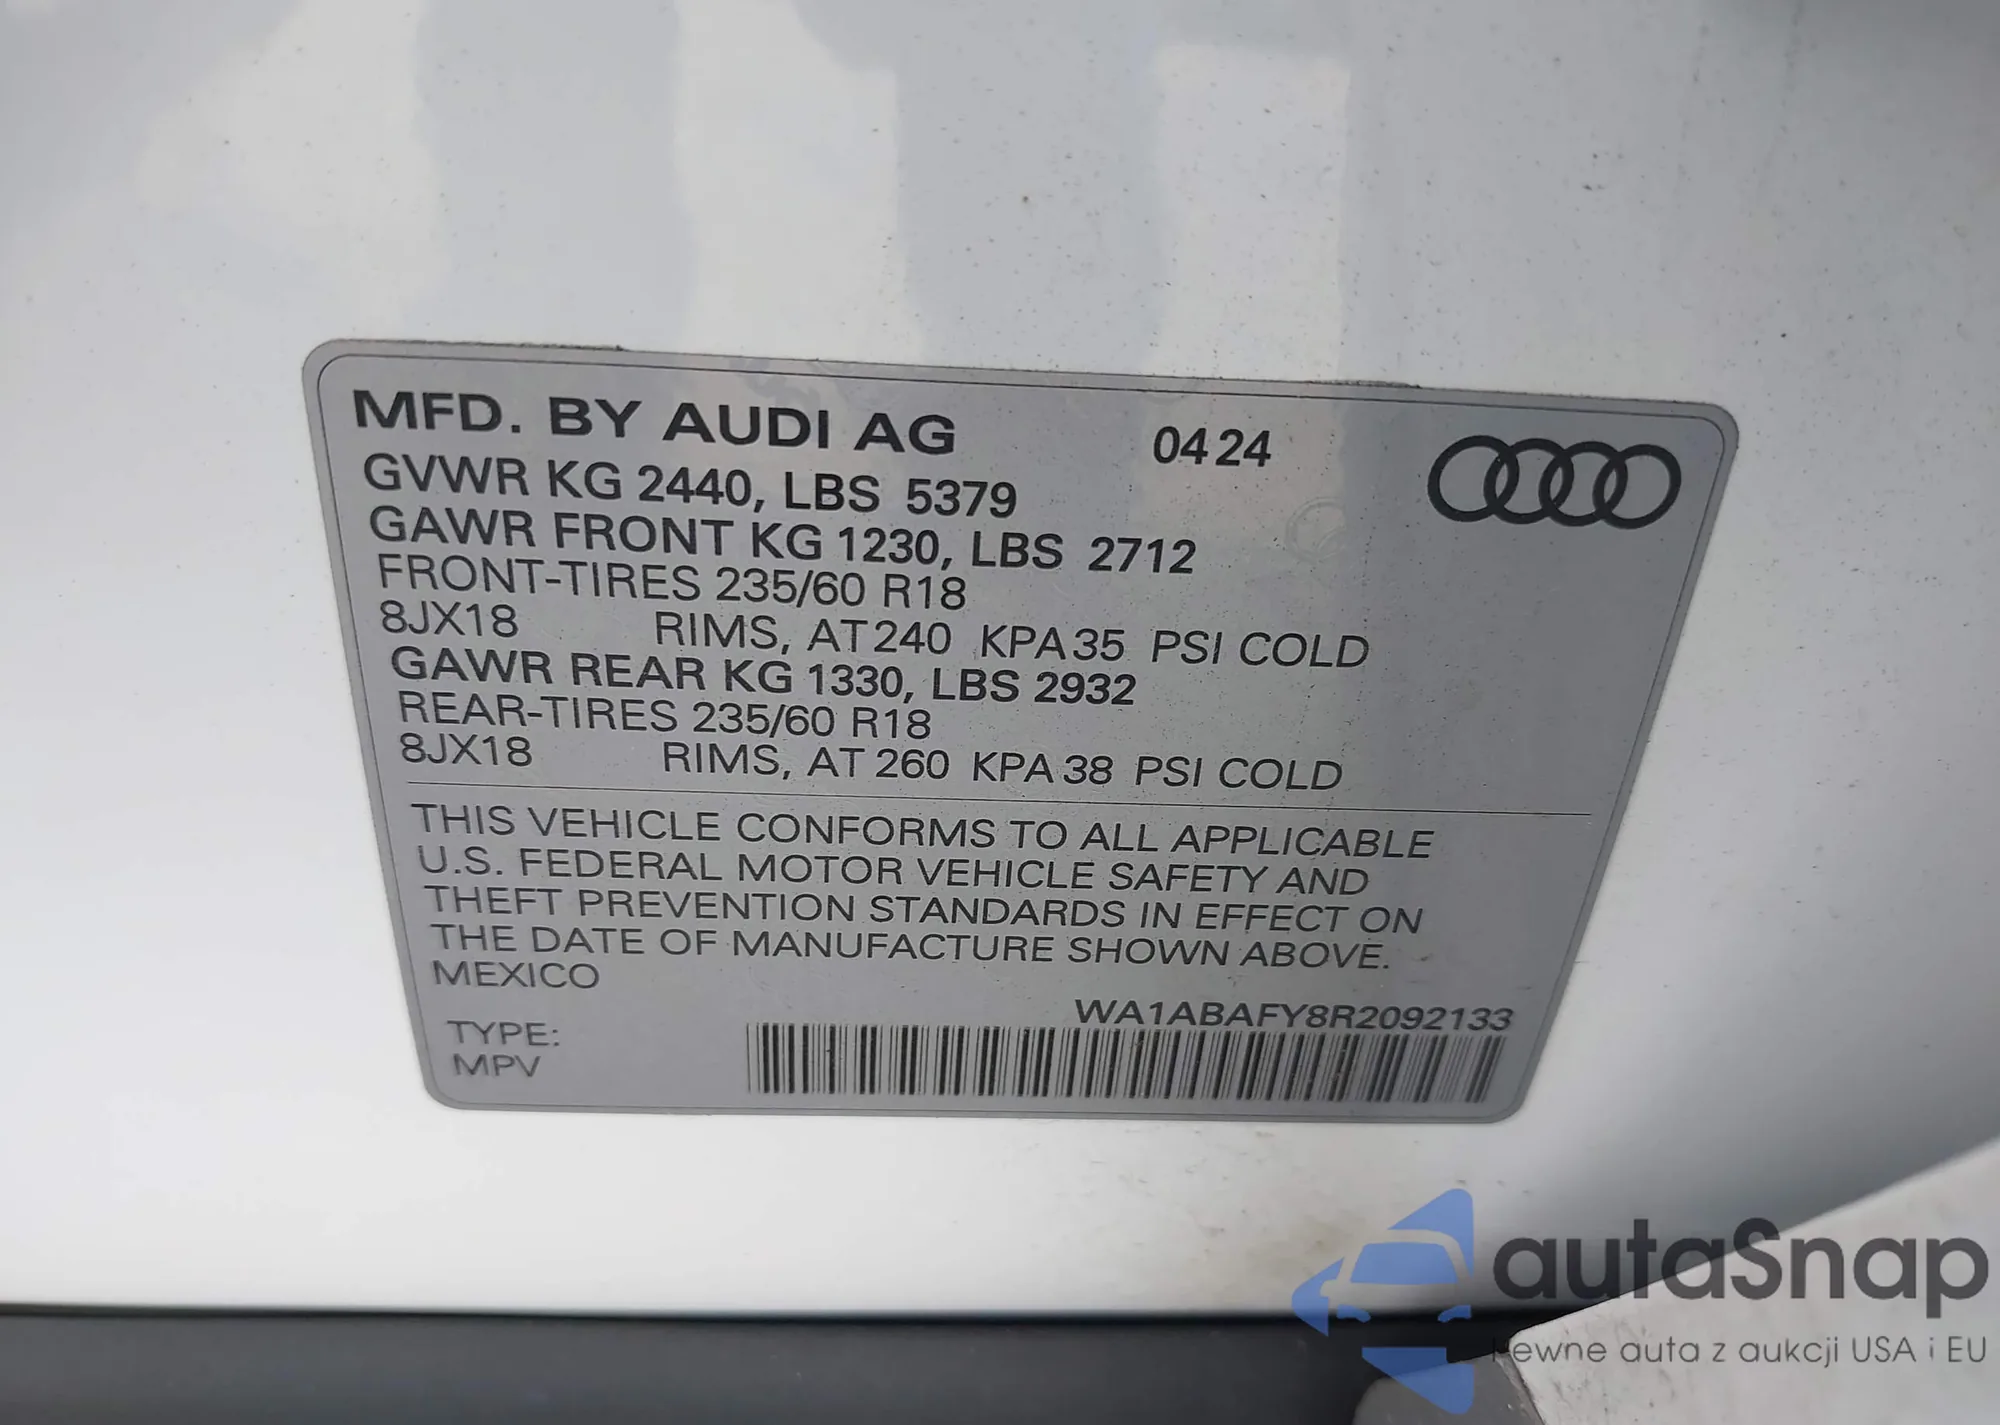 MFD. BY AUDI AG 04 24
GVWR KG 2440, LBS 5379
GAWR FRONT KG 1230, LBS 2712
FRONT-TIRES 235/60 R18
8JX18 RIMS, AT 240 KPA 35 PSI COLD
GAWR REAR KG 1330, LBS 2932
REAR-TIRES 235/60 R18
8JX18 RIMS, AT 260 KPA 38 PSI COLD
THIS VEHICLE CONFORMS TO ALL APPLICABLE
U.S. FEDERAL MOTOR VEHICLE SAFETY AND
THEFT PREVENTION STANDARDS IN EFFECT ON
THE DATE OF MANUFACTURE SHOWN ABOVE.
MEXICO
WA1ABAFY8R2092133
TYPE:
MPV
autaSnap
Pewne auta z aukcji USA i EU